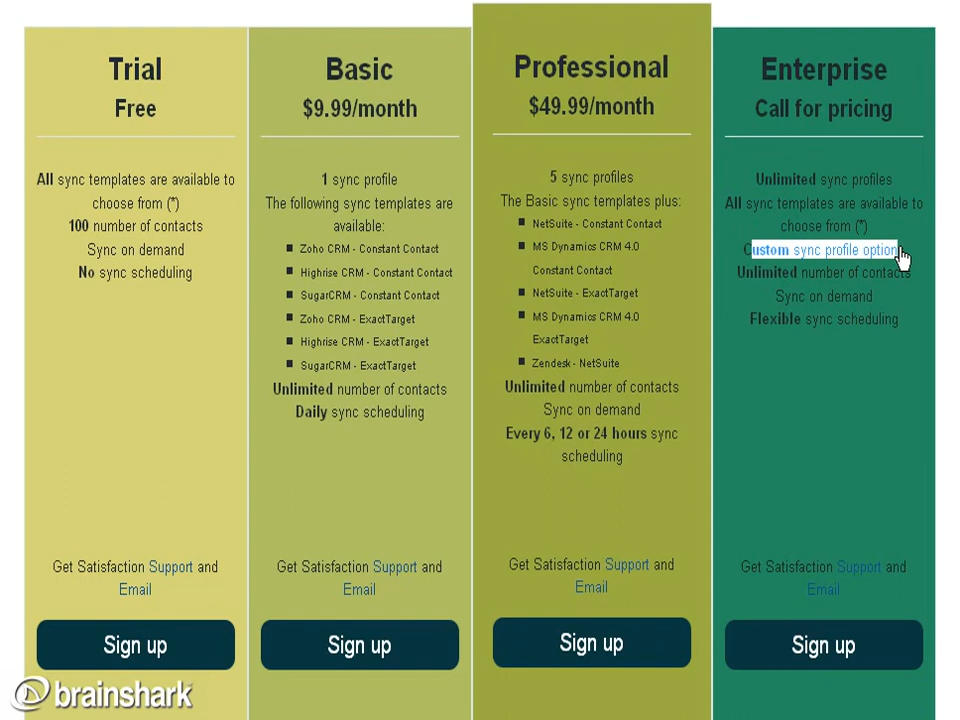 Trial
Free
All sync templates are available to
choose from (*)
100 number of contacts
Sync on demand
No sync scheduling
Get Satisfaction Support and
Email
Sign up
Basic
$9.99/month
1 sync profile
The following sync templates are
available:
Zoho CRM - Constant Contact
Highrise CRM - Constant Contact
SugarCRM - Constant Contact
Zoho CRM - ExactTarget
Highrise CRM - ExactTarget
SugarCRM - ExactTarget
Unlimited number of contacts
Daily sync scheduling
Get Satisfaction Support and
Email
Sign up
Professional
$49.99/month
5 sync profiles
The Basic sync templates plus:
NetSuite - Constant Contact
MS Dynamics CRM 4.0
Constant Contact
NetSuite - ExactTarget
MS Dynamics CRM 4.0
ExactTarget
Zendesk - NetSuite
Unlimited number of contacts
Sync on demand
Every 6, 12 or 24 hours sync
scheduling
Get Satisfaction Support and
Email
Sign up
Enterprise
Call for pricing
Unlimited sync profiles
All sync templates are available to
choose from (*)
Custom sync profile option
Unlimited number of contacts
Sync on demand
Flexible sync scheduling
Get Satisfaction Support and
Email
Sign up
brainshark